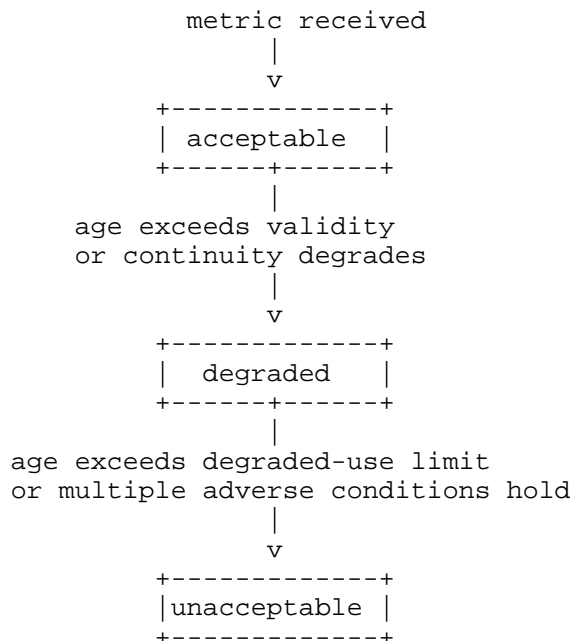 metric received
|
v
+-------------+
| acceptable |
+------+------+
|
age exceeds validity
or continuity degrades
|
v
+-------------+
| degraded |
+------+------+
|
age exceeds degraded-use limit
or multiple adverse conditions hold
|
v
+-------------+
|unacceptable |
+-------------+